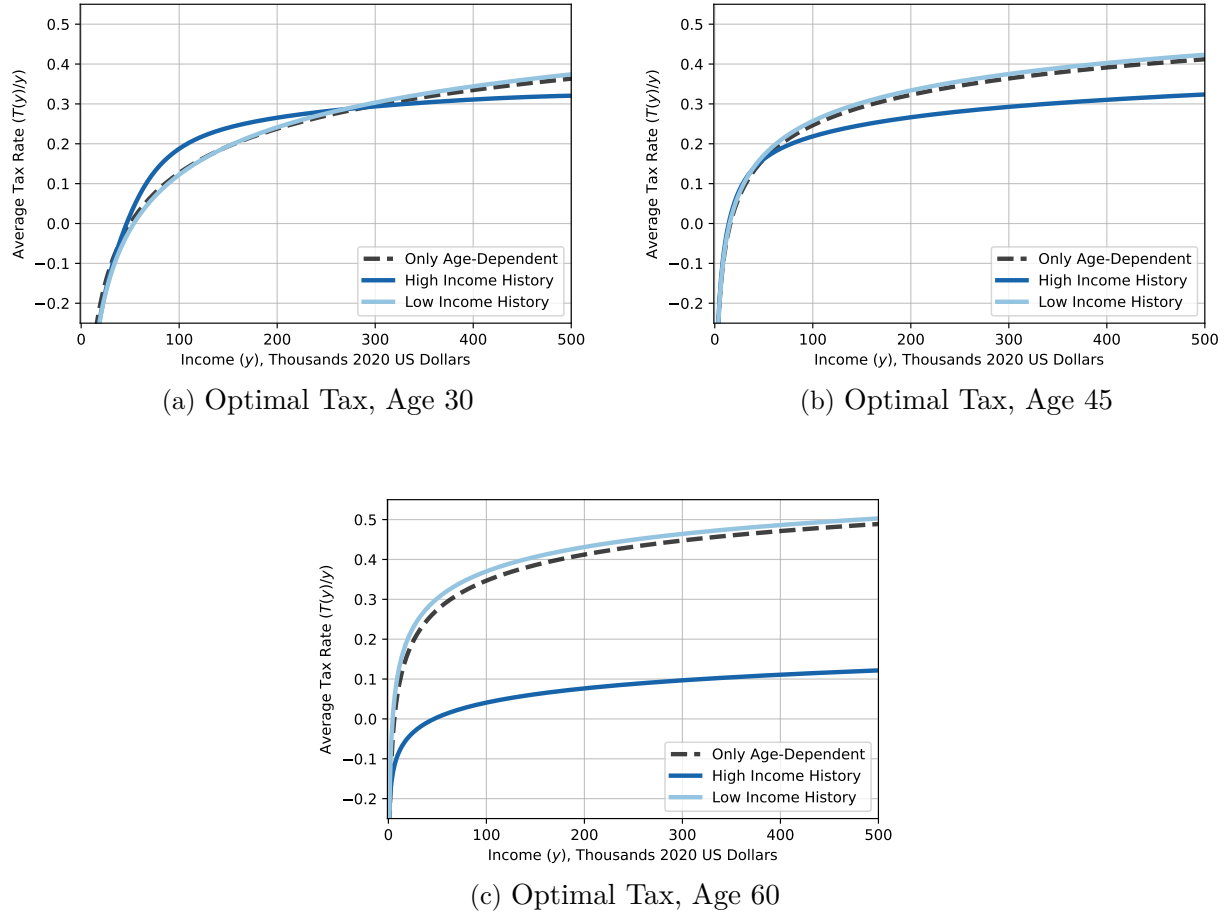 0.5
0.4
0.3
0.2
0.1
0.0
−0.1
−0.2
Average Tax Rate (T(y)/y)
Only Age-Dependent
High Income History
Low Income History
0 100 200 300 400 500
Income (y), Thousands 2020 US Dollars
(a) Optimal Tax, Age 30
0.5
0.4
0.3
0.2
0.1
0.0
−0.1
−0.2
Average Tax Rate (T(y)/y)
Only Age-Dependent
High Income History
Low Income History
0 100 200 300 400 500
Income (y), Thousands 2020 US Dollars
(b) Optimal Tax, Age 45
0.5
0.4
0.3
0.2
0.1
0.0
−0.1
−0.2
Average Tax Rate (T(y)/y)
Only Age-Dependent
High Income History
Low Income History
0 100 200 300 400 500
Income (y), Thousands 2020 US Dollars
(c) Optimal Tax, Age 60